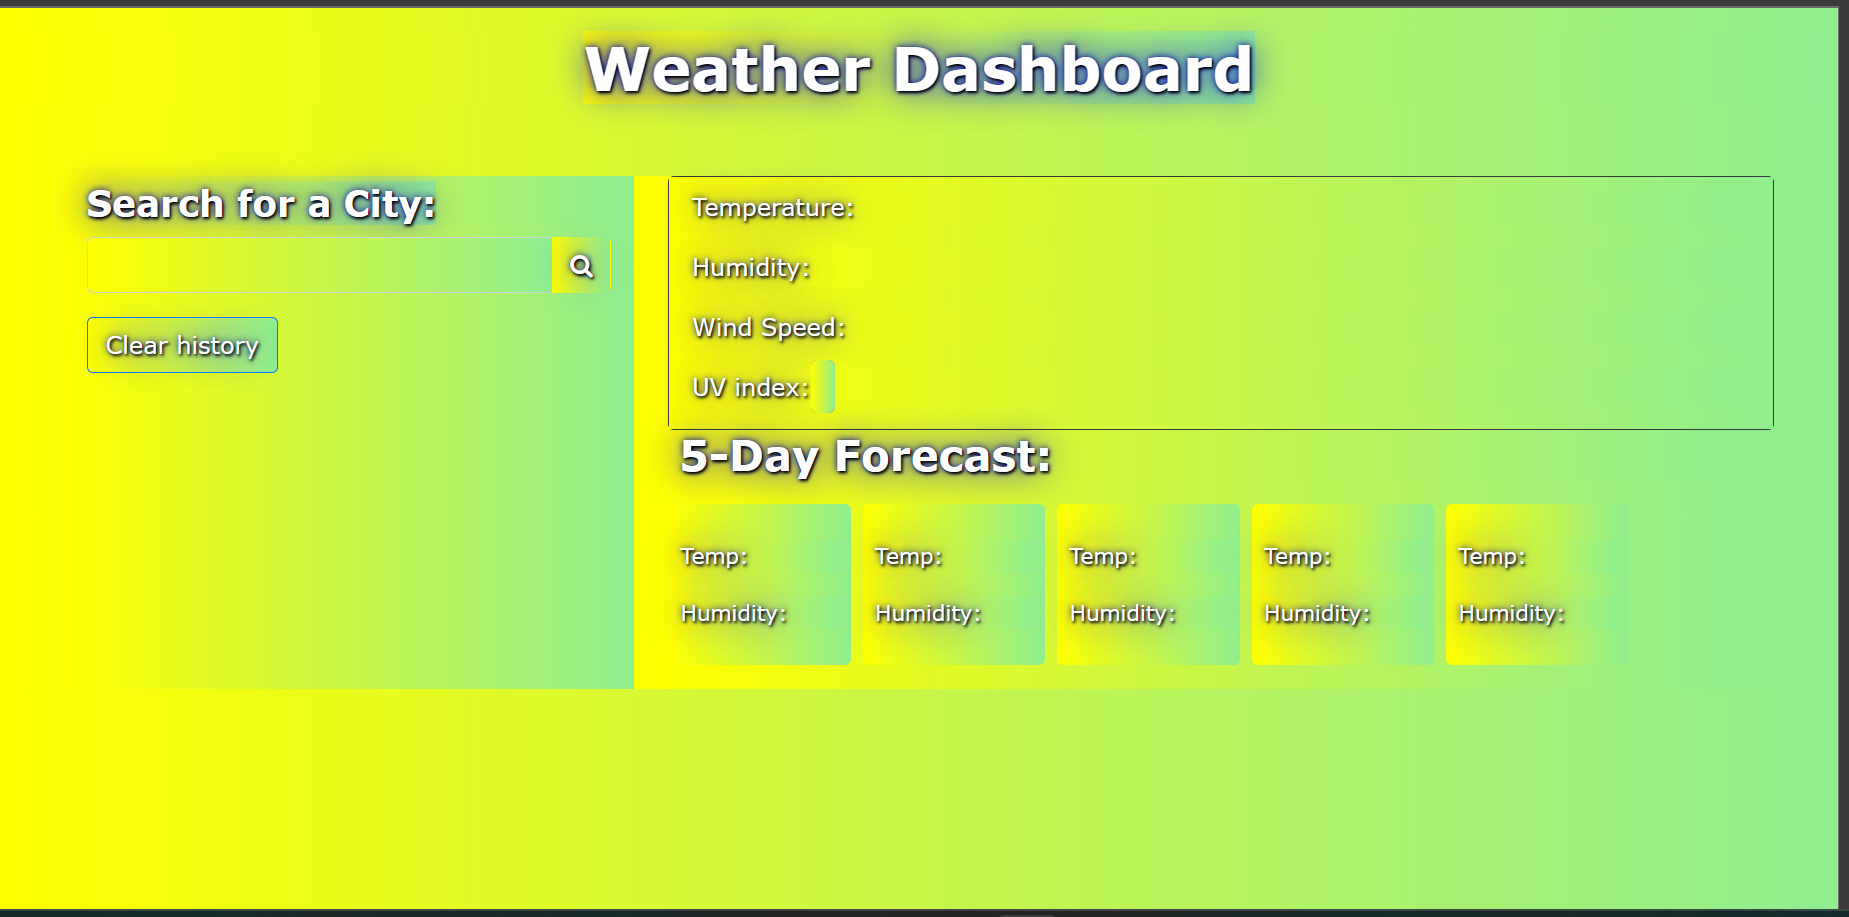 Weather Dashboard
Search for a City:
Clear history
Temperature:
Humidity:
Wind Speed:
UV index:
5-Day Forecast:
Temp: Temp: Temp: Temp: Temp:
Humidity: Humidity: Humidity: Humidity: Humidity: